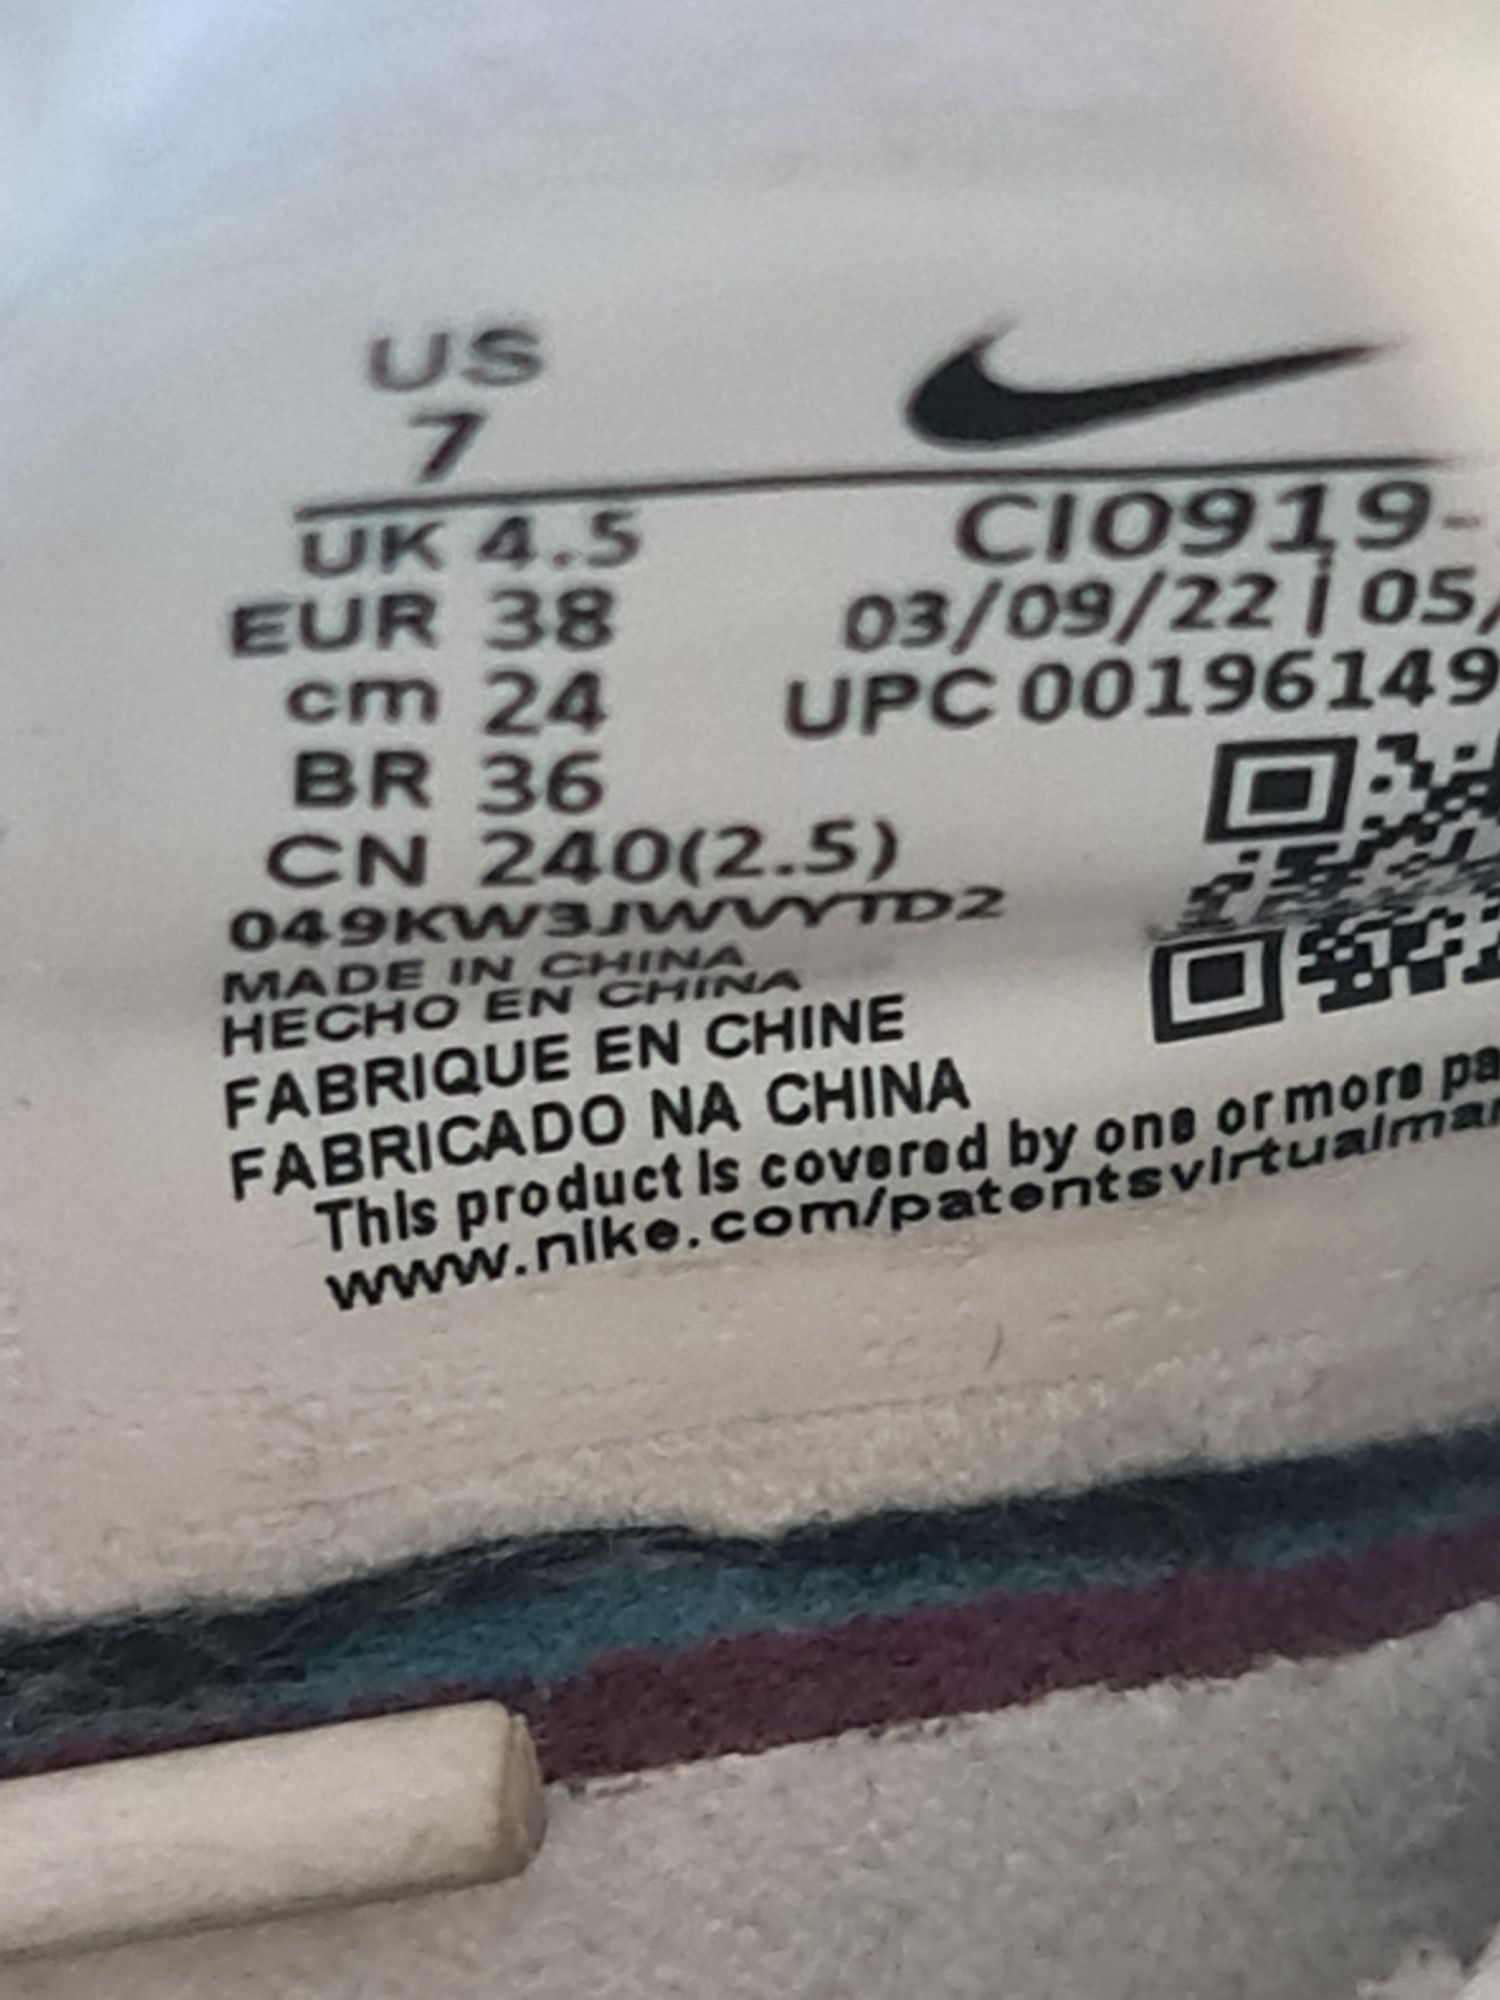 US
7
UK 4.5
EUR 38
cm 24
BR 36
CN 240(2.5)
CI0919-
03/09/22 | 05/
UPC 00196149
049KW3JWVYTD2
MADE IN CHINA
HECHO EN CHINA
FABRIQUE EN CHINE
FABRICADO NA CHINA
This product is covered by one or more pa
www.nike.com/patentsvirtualmar